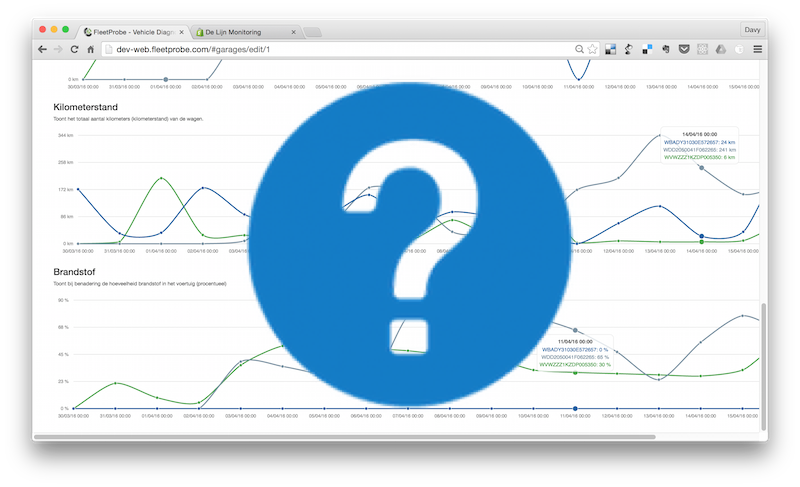 FleetProbe - Vehicle Diagn
De Lijn Monitoring
Davy
dev-web.fleetprobe.com/#garages/edit/1
0 km
30/03/16 00:00 31/03/16 00:00 01/04/16 00:00 02/04/16 00:00 03/04/16 00:00 04/04/16 00:00 05/04/16 00:00 06/04/16 00:00 07/04/16 00:00 08/04/16 00:00 09/04/16 00:00 10/04/16 00:00 11/04/16 00:00 12/04/16 00:00 13/04/16 00:00 14/04/16 00:00 15/04/16 00:00
Kilometerstand
Toont het totaal aantal kilometers (kilometerstand) van de wagen.
344 km
14/04/16 00:00
WBADY31030E572657: 24 km
WDD2050041F062265: 241 km
WVWZZZ1KZDP005350: 6 km
258 km
172 km
86 km
0 km
30/03/16 00:00 31/03/16 00:00 01/04/16 00:00 02/04/16 00:00 03/04/16 00:00 11/04/16 00:00 12/04/16 00:00 13/04/16 00:00 14/04/16 00:00 15/04/16 00:00
?
Brandstof
Toont bij benadering de hoeveelheid brandstof in het voertuig (procentueel)
90 %
68 %
45 %
23 %
0 %
11/04/16 00:00
WBADY31030E572657: 0 %
WDD2050041F062265: 65 %
WVWZZZ1KZDP005350: 30 %
30/03/16 00:00 31/03/16 00:00 01/04/16 00:00 02/04/16 00:00 03/04/16 00:00 04/04/16 00:00 05/04/16 00:00 06/04/16 00:00 07/04/16 00:00 08/04/16 00:00 09/04/16 00:00 10/04/16 00:00 11/04/16 00:00 12/04/16 00:00 13/04/16 00:00 14/04/16 00:00 15/04/16 00:00